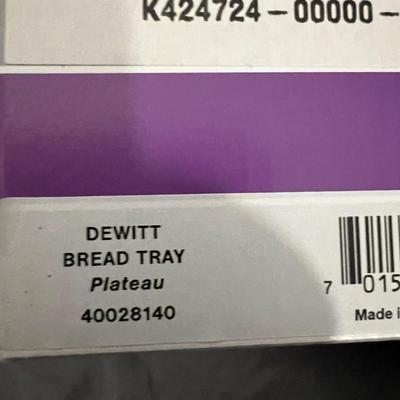 K424724-00000-
DEWITT
BREAD TRAY
Plateau
40028140
7 015
Made i